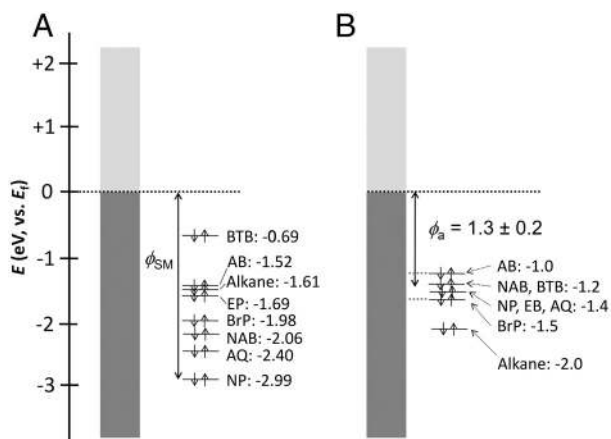 A
B
E (eV, vs. E_f)
+2
+1
0
-1
-2
-3
ϕSM
BTB: -0.69
AB: -1.52
Alkane: -1.61
EP: -1.69
BrP: -1.98
NAB: -2.06
AQ: -2.40
NP: -2.99
ϕa = 1.3 ± 0.2
AB: -1.0
NAB, BTB: -1.2
NP, EB, AQ: -1.4
BrP: -1.5
Alkane: -2.0